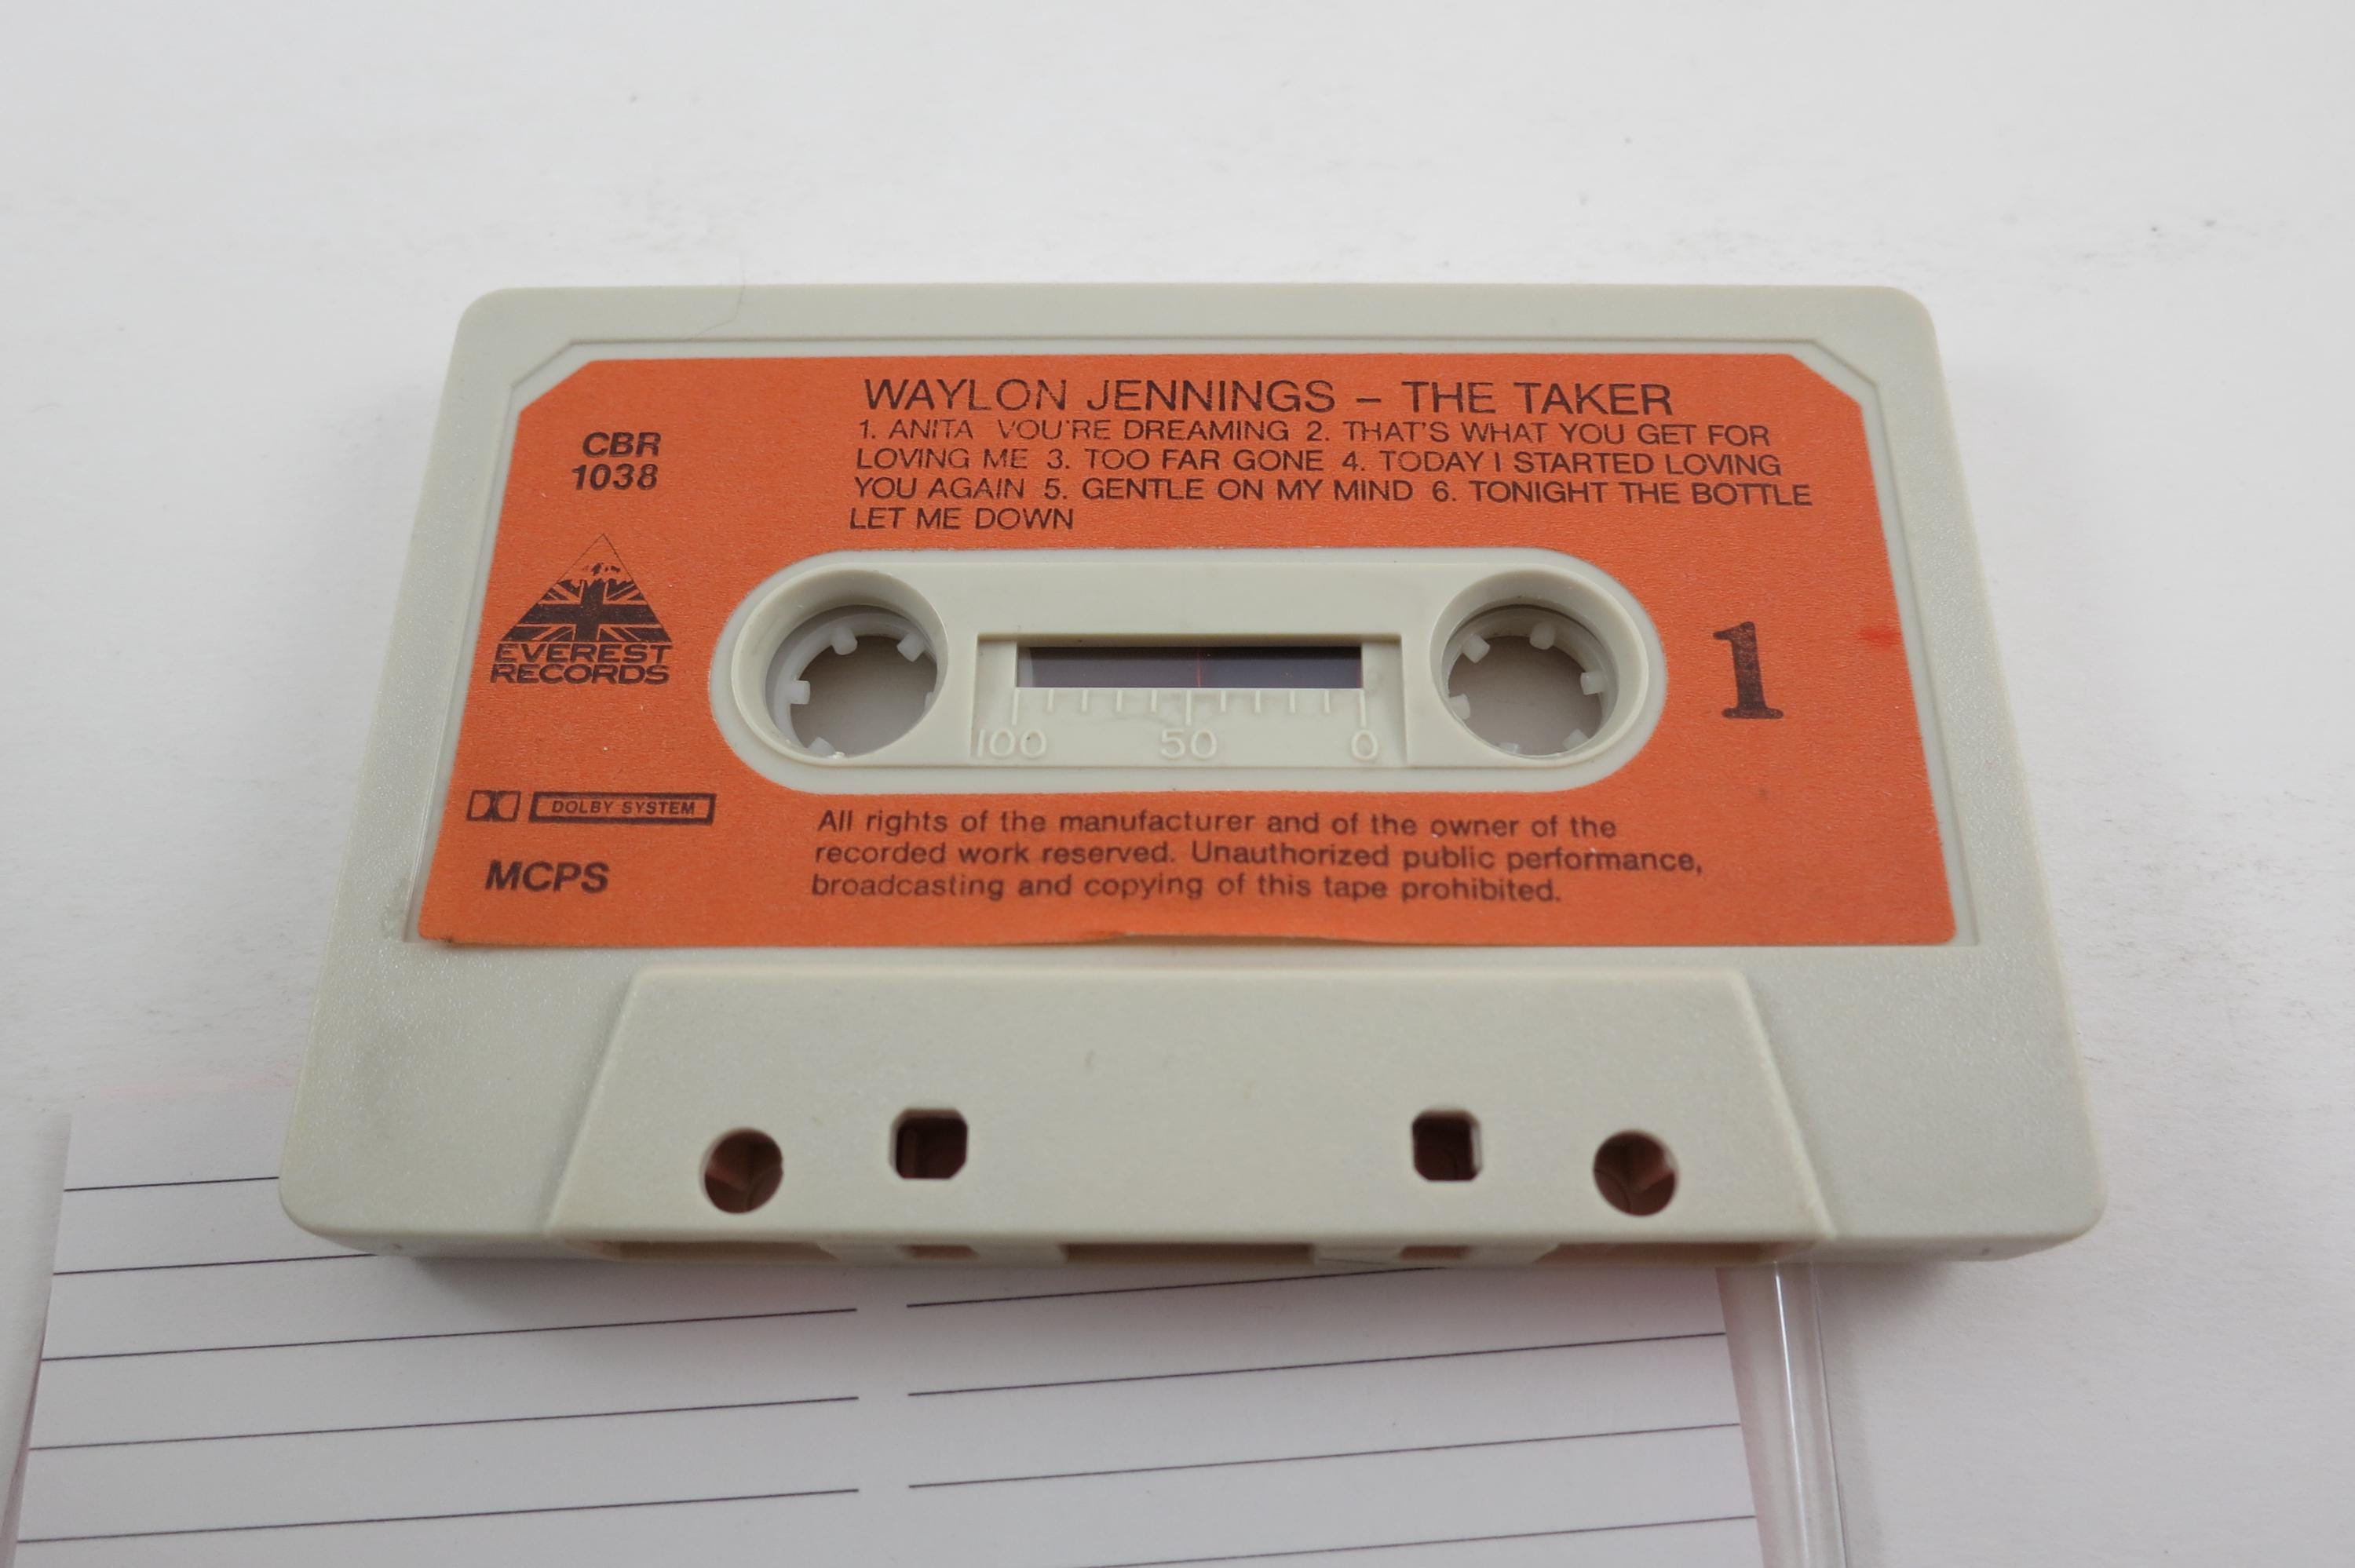 WAYLON JENNINGS – THE TAKER
1. ANITA YOU'RE DREAMING 2. THAT'S WHAT YOU GET FOR
LOVING ME 3. TOO FAR GONE 4. TODAY I STARTED LOVING
YOU AGAIN 5. GENTLE ON MY MIND 6. TONIGHT THE BOTTLE
LET ME DOWN
CBR
1038
EVEREST
RECORDS
1
100 50 0
DOLBY SYSTEM
MCPS
All rights of the manufacturer and of the owner of the
recorded work reserved. Unauthorized public performance,
broadcasting and copying of this tape prohibited.